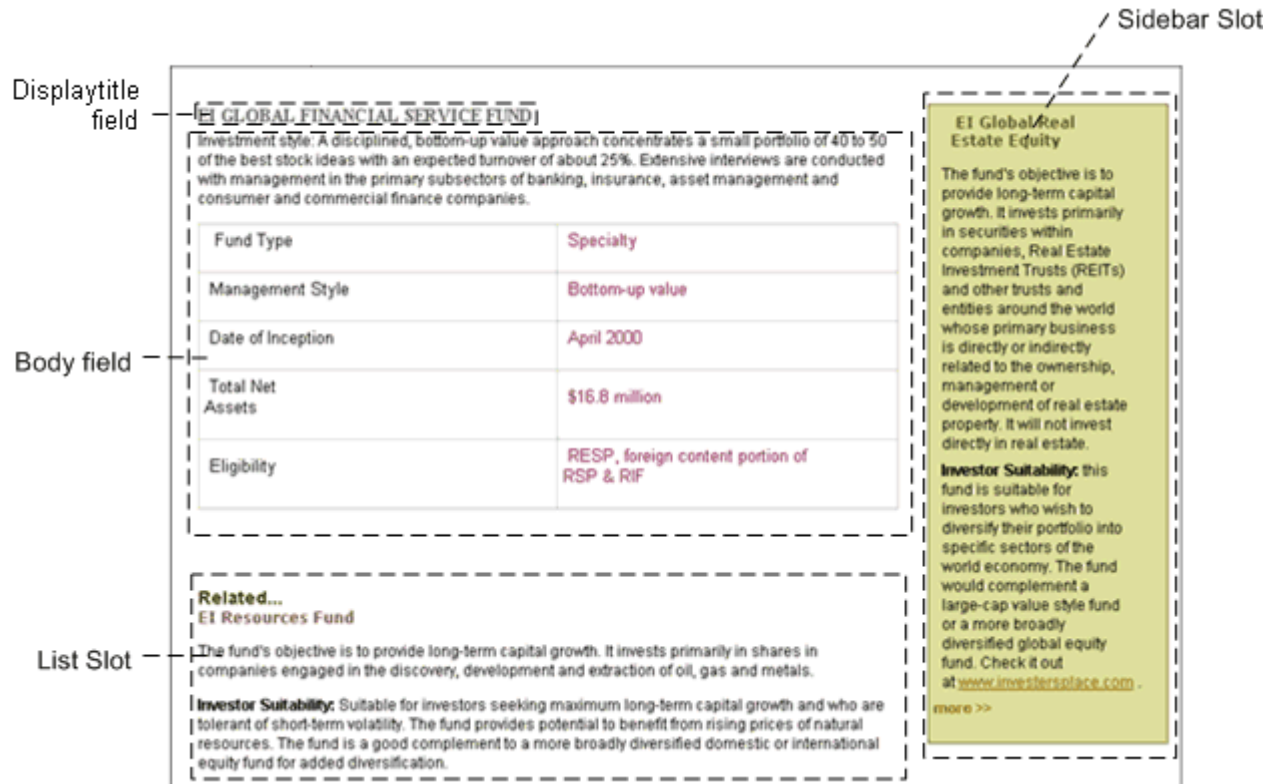 Sidebar Slot
Displaytitle
field
EI GLOBAL FINANCIAL SERVICE FUND
Investment style: A disciplined, bottom-up value approach concentrates a small portfolio of 40 to 50
of the best stock ideas with an expected turnover of about 25%. Extensive interviews are conducted
with management in the primary subsectors of banking, insurance, asset management and
consumer and commercial finance companies.
Fund Type
Specialty
Management Style
Bottom-up value
Date of Inception
April 2000
Body field
Total Net
Assets
$16.8 million
Eligibility
RESP, foreign content portion of
RSP & RIF
List Slot
Related...
EI Resources Fund
The fund's objective is to provide long-term capital growth. It invests primarily in shares in
companies engaged in the discovery, development and extraction of oil, gas and metals.
Investor Suitability: Suitable for investors seeking maximum long-term capital growth and who are
tolerant of short-term volatility. The fund provides potential to benefit from rising prices of natural
resources. The fund is a good complement to a more broadly diversified domestic or international
equity fund for added diversification.
EI Global Real
Estate Equity
The fund's objective is to
provide long-term capital
growth. It invests primarily
in securities within
companies, Real Estate
Investment Trusts (REITs)
and other trusts and
entities around the world
whose primary business
is directly or indirectly
related to the ownership,
management or
development of real estate
property. It will not invest
directly in real estate.
Investor Suitability: this
fund is suitable for
investors who wish to
diversify their portfolio into
specific sectors of the
world economy. The fund
would complement a
large-cap value style fund
or a more broadly
diversified global equity
fund. Check it out
at www.investersplace.com .
more >>